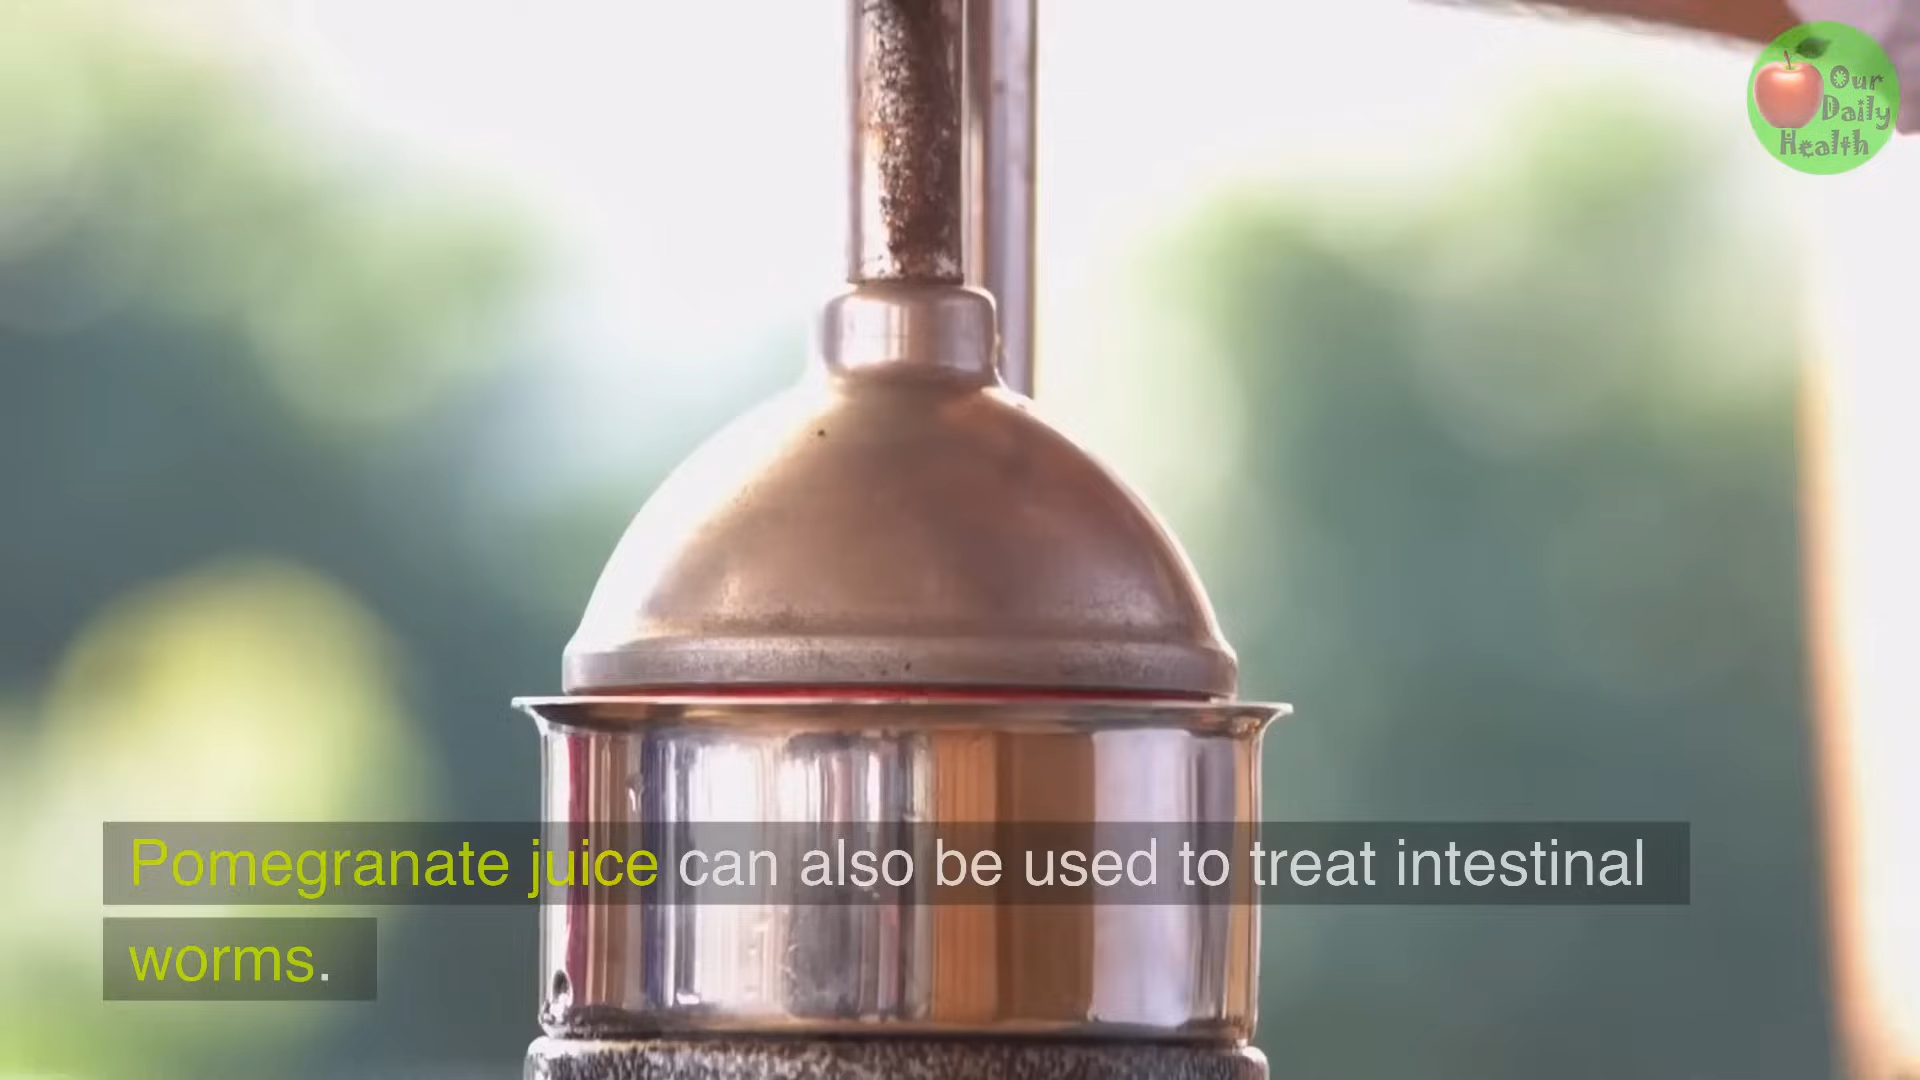 Our
Daily
Health
Pomegranate juice can also be used to treat intestinal
worms.